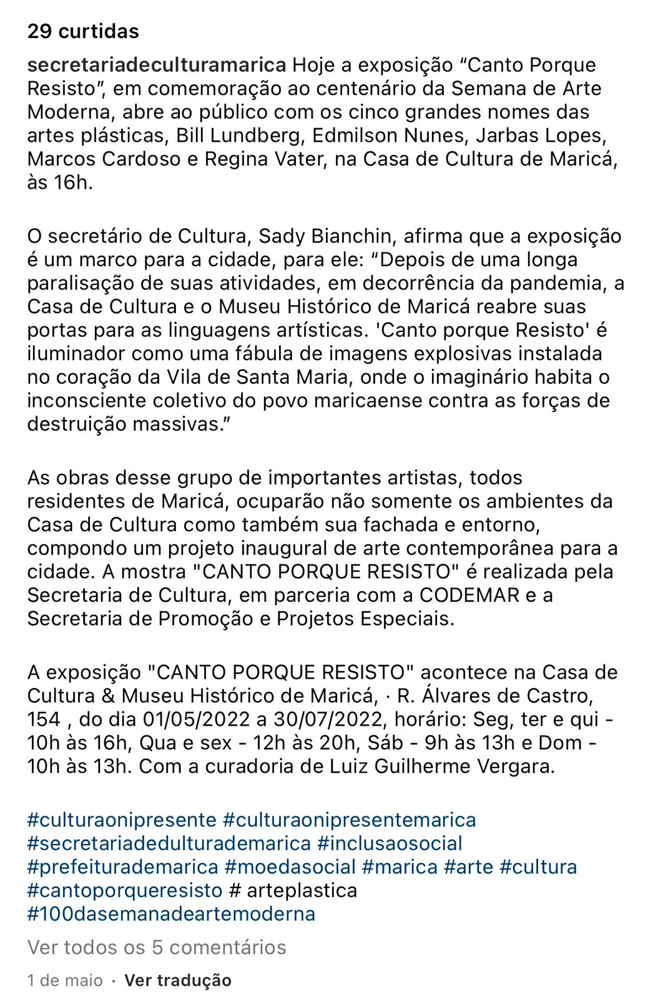 29 curtidas
secretariadeculturamarica Hoje a exposição “Canto Porque
Resisto”, em comemoração ao centenário da Semana de Arte
Moderna, abre ao público com os cinco grandes nomes das
artes plásticas, Bill Lundberg, Edmilson Nunes, Jarbas Lopes,
Marcos Cardoso e Regina Vater, na Casa de Cultura de Maricá,
às 16h.
O secretário de Cultura, Sady Bianchin, afirma que a exposição
é um marco para a cidade, para ele: “Depois de uma longa
paralisação de suas atividades, em decorrência da pandemia, a
Casa de Cultura e o Museu Histórico de Maricá reabre suas
portas para as linguagens artísticas. 'Canto porque Resisto' é
iluminador como uma fábula de imagens explosivas instalada
no coração da Vila de Santa Maria, onde o imaginário habita o
inconsciente coletivo do povo maricaense contra as forças de
destruição massivas.”
As obras desse grupo de importantes artistas, todos
residentes de Maricá, ocuparão não somente os ambientes da
Casa de Cultura como também sua fachada e entorno,
compondo um projeto inaugural de arte contemporânea para a
cidade. A mostra "CANTO PORQUE RESISTO" é realizada pela
Secretaria de Cultura, em parceria com a CODEMAR e a
Secretaria de Promoção e Projetos Especiais.
A exposição "CANTO PORQUE RESISTO" acontece na Casa de
Cultura & Museu Histórico de Maricá, · R. Álvares de Castro,
154 , do dia 01/05/2022 a 30/07/2022, horário: Seg, ter e qui -
10h às 16h, Qua e sex - 12h às 20h, Sáb - 9h às 13h e Dom -
10h às 13h. Com a curadoria de Luiz Guilherme Vergara.
#culturaonipresente #culturaonipresentemarica
#secretariadedulturademarica #inclusaosocial
#prefeiturademarica #moedasocial #marica #arte #cultura
#cantoporqueresisto # arteplastica
#100dasemanadeartemoderna
Ver todos os 5 comentários
1 de maio · Ver tradução